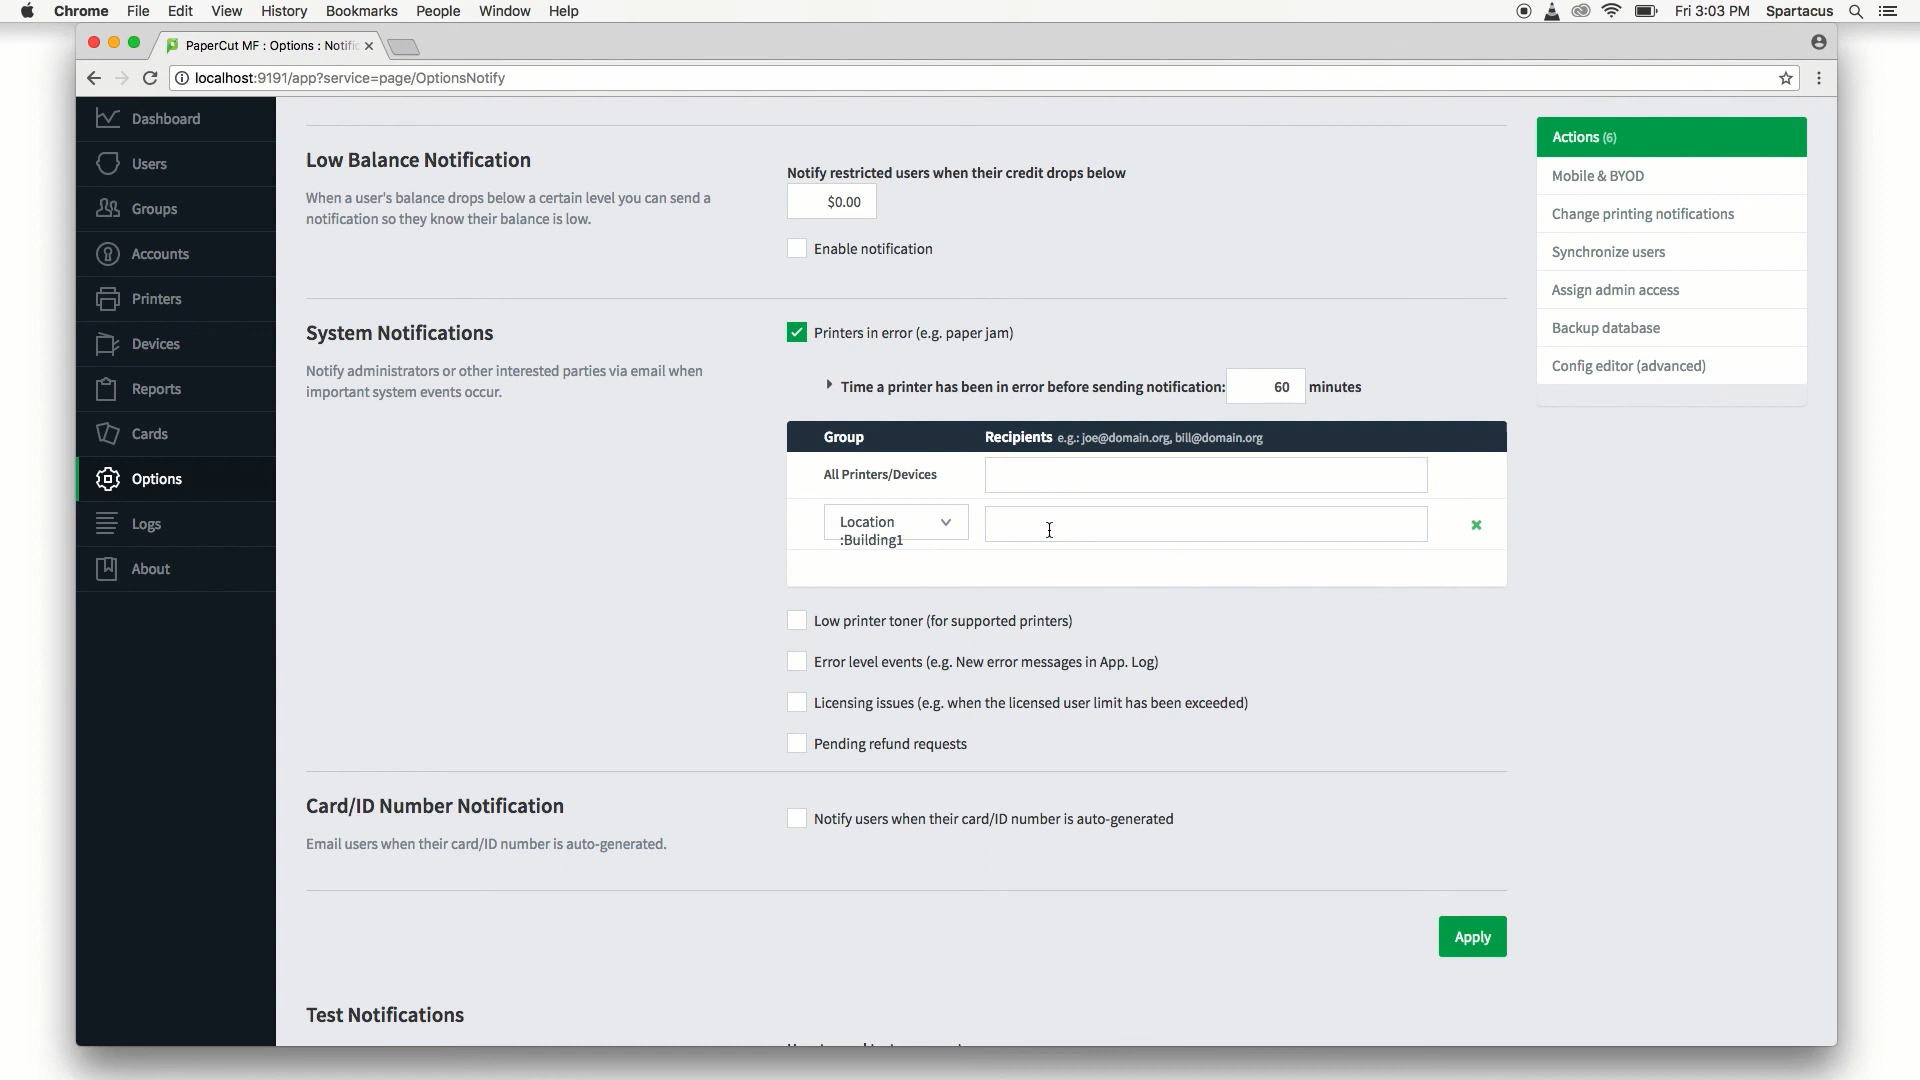 Chrome File Edit View History Bookmarks People Window Help Fri 3:03 PM Spartacus
PaperCut MF : Options : Notific
localhost:9191/app?service=page/OptionsNotify
Dashboard
Users
Groups
Accounts
Printers
Devices
Reports
Cards
Options
Logs
About
Low Balance Notification
When a user's balance drops below a certain level you can send a
notification so they know their balance is low.
Notify restricted users when their credit drops below
$0.00
Enable notification
System Notifications
Notify administrators or other interested parties via email when
important system events occur.
Printers in error (e.g. paper jam)
Time a printer has been in error before sending notification: 60 minutes
Group Recipients e.g.: joe@domain.org, bill@domain.org
All Printers/Devices
Location
:Building1
Low printer toner (for supported printers)
Error level events (e.g. New error messages in App. Log)
Licensing issues (e.g. when the licensed user limit has been exceeded)
Pending refund requests
Card/ID Number Notification
Email users when their card/ID number is auto-generated.
Notify users when their card/ID number is auto-generated
Apply
Test Notifications
Actions (6)
Mobile & BYOD
Change printing notifications
Synchronize users
Assign admin access
Backup database
Config editor (advanced)